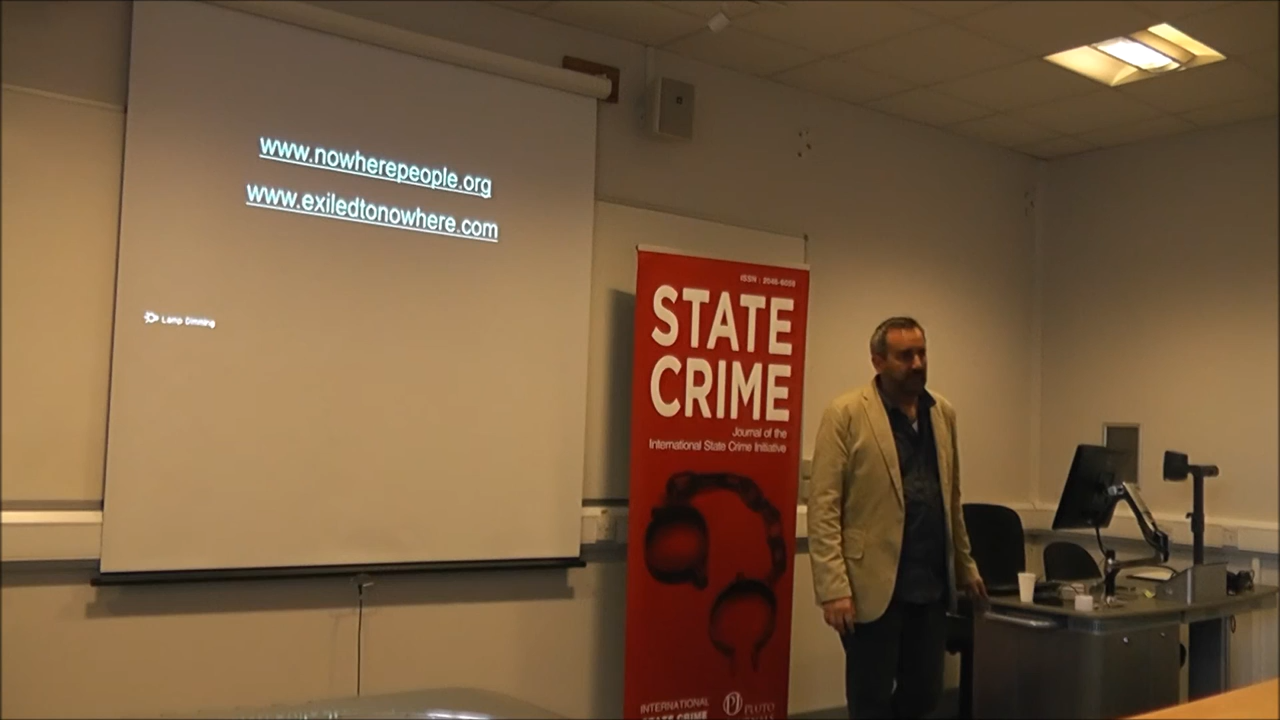 www.nowherepeople.org
www.exiledtonowhere.com
Lamp Dimming
ISSN : 2046-6056
STATE
CRIME
Journal of the
International State Crime Initiative
INTERNATIONAL
STATE CRIME
PLUTO